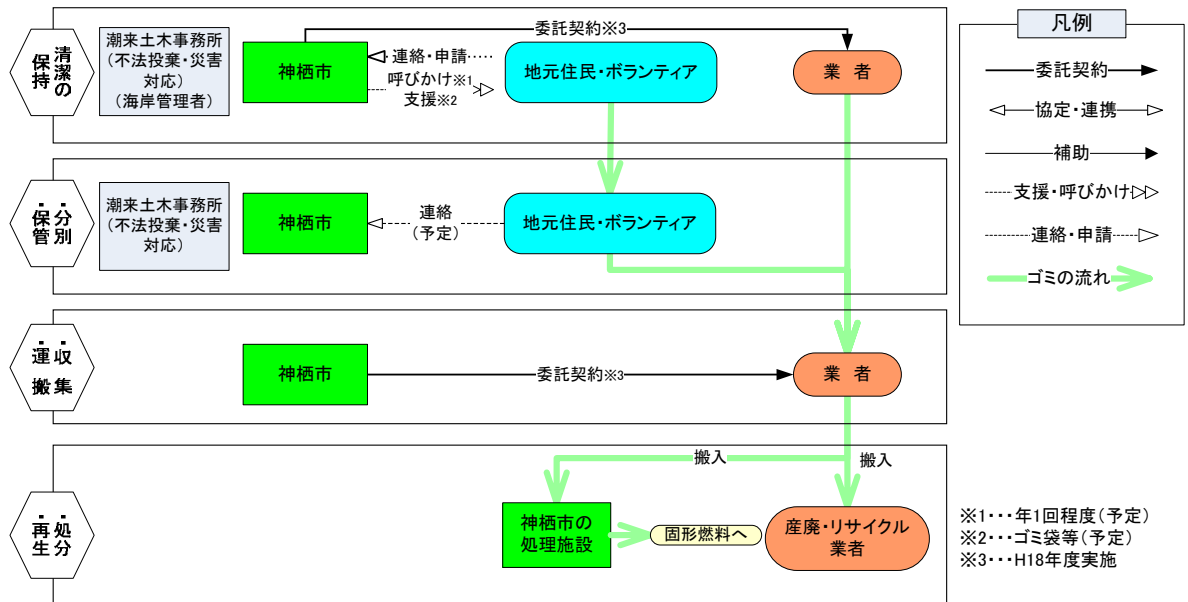 清潔の
保持
潮来土木事務所
(不法投棄・災害
対応)
(海岸管理者)
神栖市
委託契約※3
連絡・申請
呼びかけ※1
支援※2
地元住民・ボランティア
業 者
分別・
保管・
潮来土木事務所
(不法投棄・災害
対応)
神栖市
連絡
(予定)
地元住民・ボランティア
収集・
運搬・
神栖市
委託契約※3
業 者
処分・
再生・
搬入
搬入
神栖市の
処理施設
固形燃料へ
産廃・リサイクル
業者
凡例
委託契約
協定・連携
補助
支援・呼びかけ
連絡・申請
ゴミの流れ
※1・・・年1回程度(予定)
※2・・・ゴミ袋等(予定)
※3・・・H18年度実施